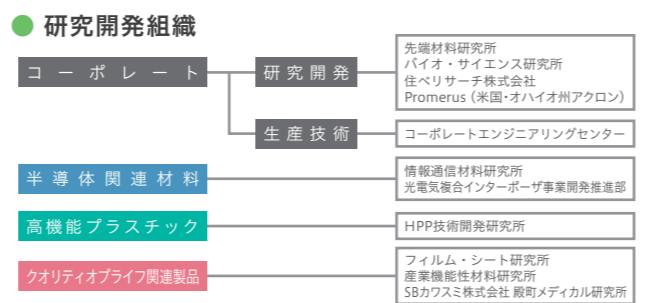 ● 研究開発組織
コーポレート
研究開発
先端材料研究所
バイオ・サイエンス研究所
住べリサーチ株式会社
Promerus（米国・オハイオ州アクロン）
生産技術
コーポレートエンジニアリングセンター
半導体関連材料
情報通信材料研究所
光電気複合インターポーザ事業開発推進部
高機能プラスチック
HPP技術開発研究所
クオリティオブライフ関連製品
フィルム・シート研究所
産業機能性材料研究所
SBカワスミ株式会社 殿町メディカル研究所